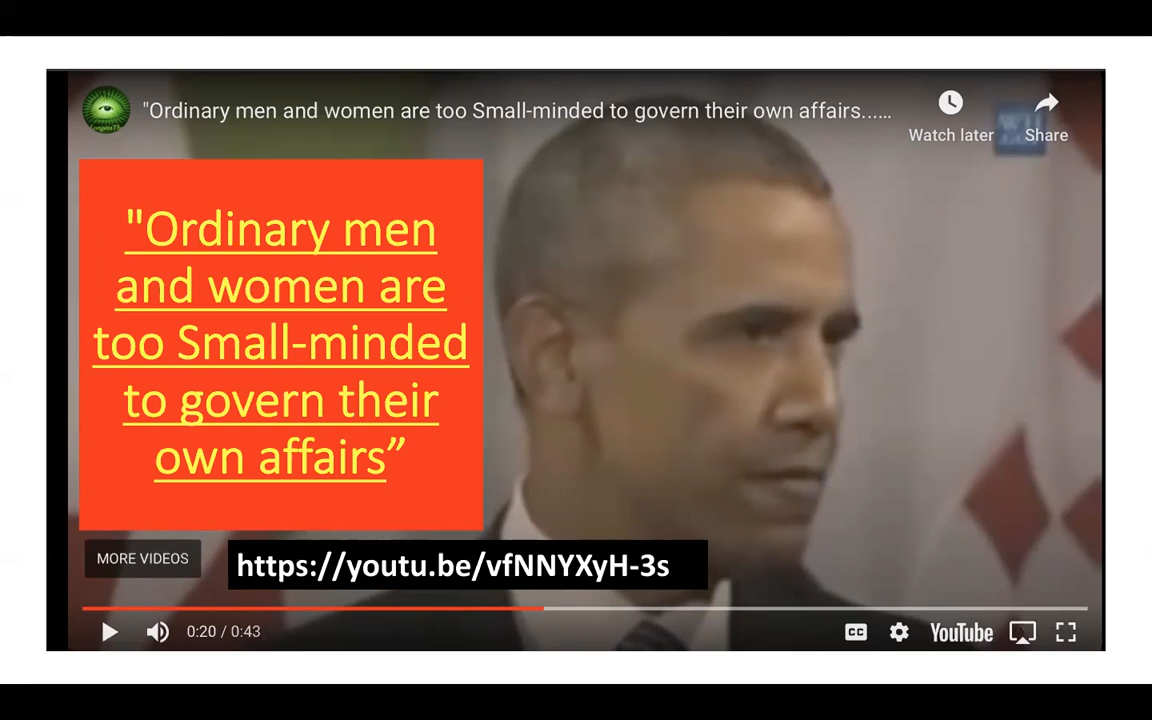 "Ordinary men and women are too Small-minded to govern their own affairs......
Watch later
Share
"Ordinary men
and women are
too Small-minded
to govern their
own affairs”
MORE VIDEOS
https://youtu.be/vfNNYXyH-3s
0:20 / 0:43
CC
YouTube